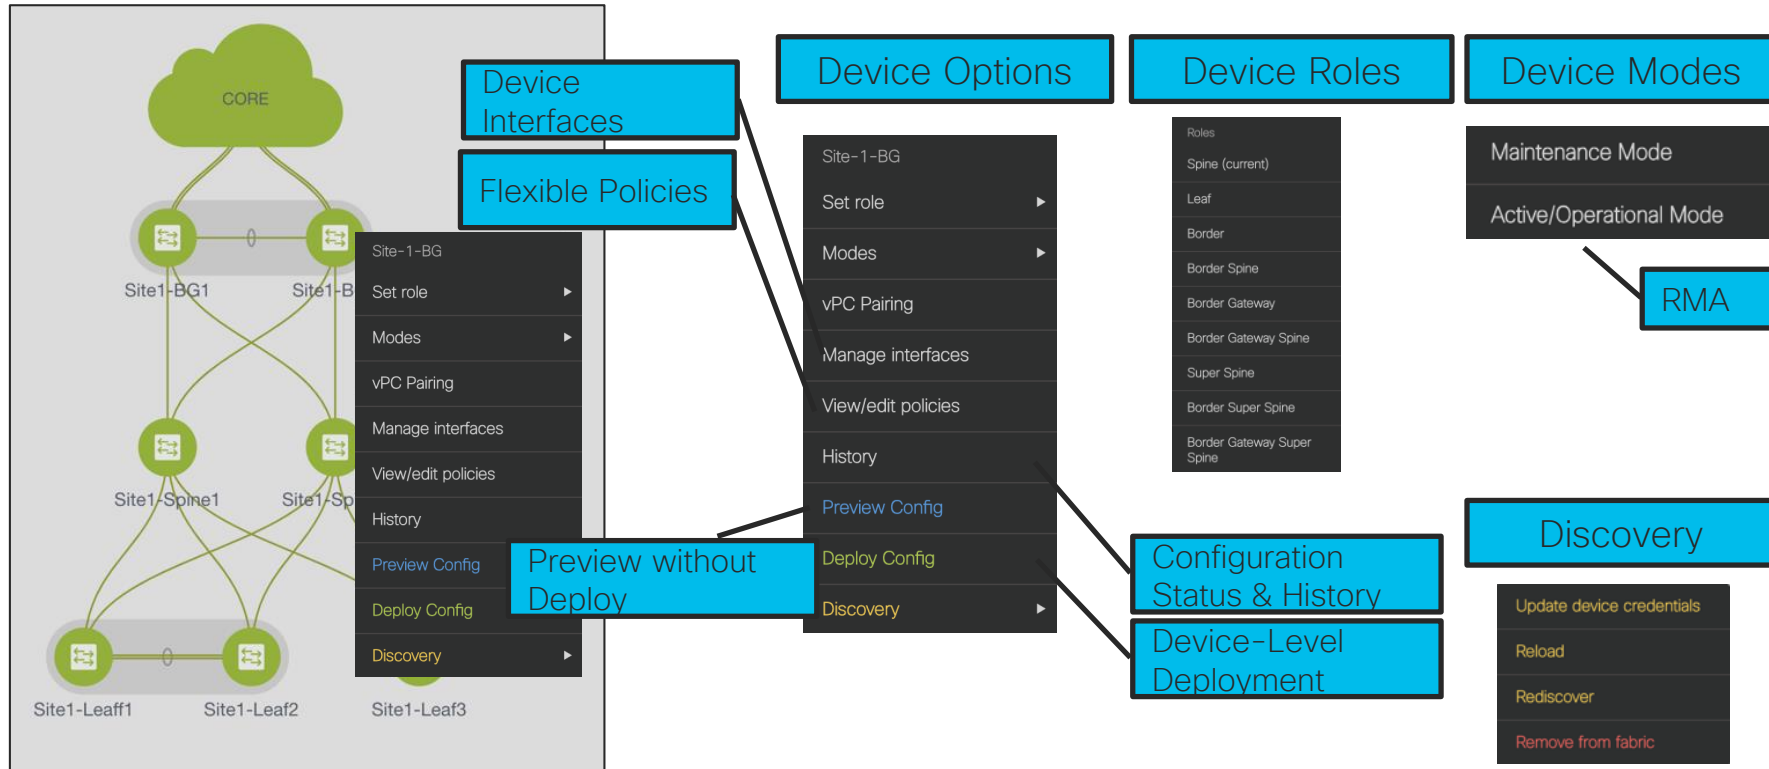 CORE
Site1-BG1
Site1-B
Site1-Spine1
Site1-Sp
Site1-Leaff1
Site1-Leaf2
Site1-Leaf3
Site-1-BG
Set role
Modes
vPC Pairing
Manage interfaces
View/edit policies
History
Preview Config
Deploy Config
Discovery
Device
Interfaces
Flexible Policies
Preview without
Deploy
Device Options
Site-1-BG
Set role
Modes
vPC Pairing
Manage interfaces
View/edit policies
History
Preview Config
Deploy Config
Discovery
Configuration
Status & History
Device-Level
Deployment
Device Roles
Roles
Spine (current)
Leaf
Border
Border Spine
Border Gateway
Border Gateway Spine
Super Spine
Border Super Spine
Border Gateway Super
Spine
Device Modes
Maintenance Mode
Active/Operational Mode
RMA
Discovery
Update device credentials
Reload
Rediscover
Remove from fabric